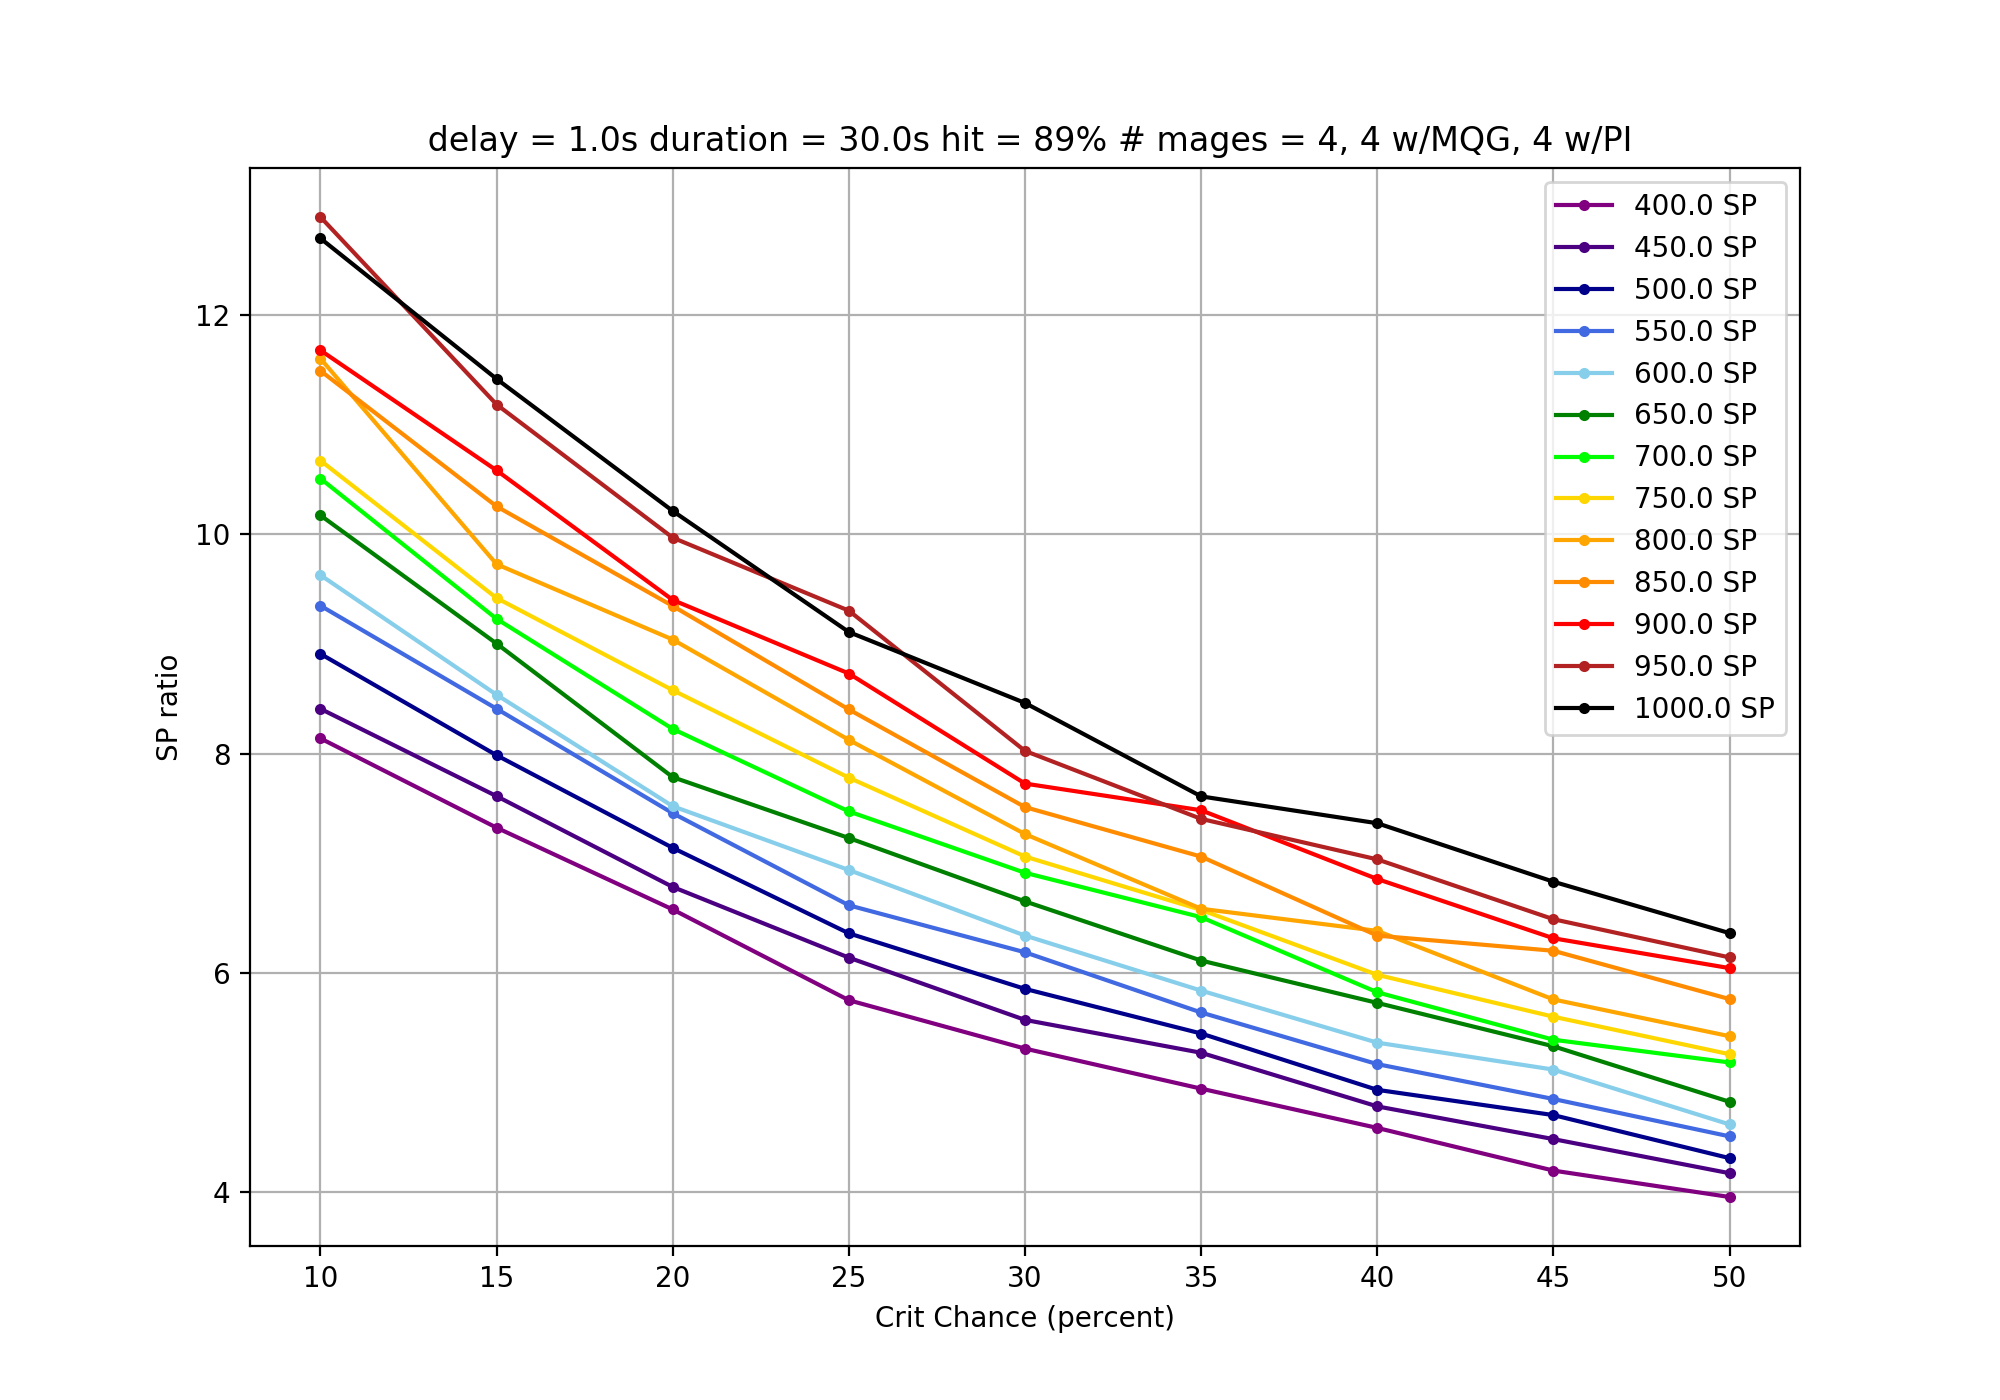 delay = 1.0s duration = 30.0s hit = 89% # mages = 4, 4 w/MQG, 4 w/PI
400.0 SP
450.0 SP
500.0 SP
550.0 SP
600.0 SP
650.0 SP
700.0 SP
750.0 SP
800.0 SP
850.0 SP
900.0 SP
950.0 SP
1000.0 SP
SP ratio
12
10
8
6
4
10 15 20 25 30 35 40 45 50
Crit Chance (percent)